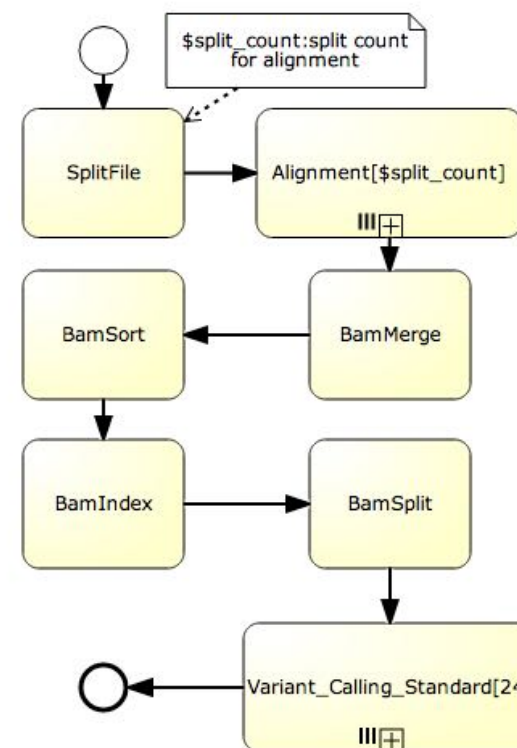 $split_count:split count
for alignment
SplitFile
Alignment[$split_count]
BamSort
BamMerge
BamIndex
BamSplit
Variant_Calling_Standard[24